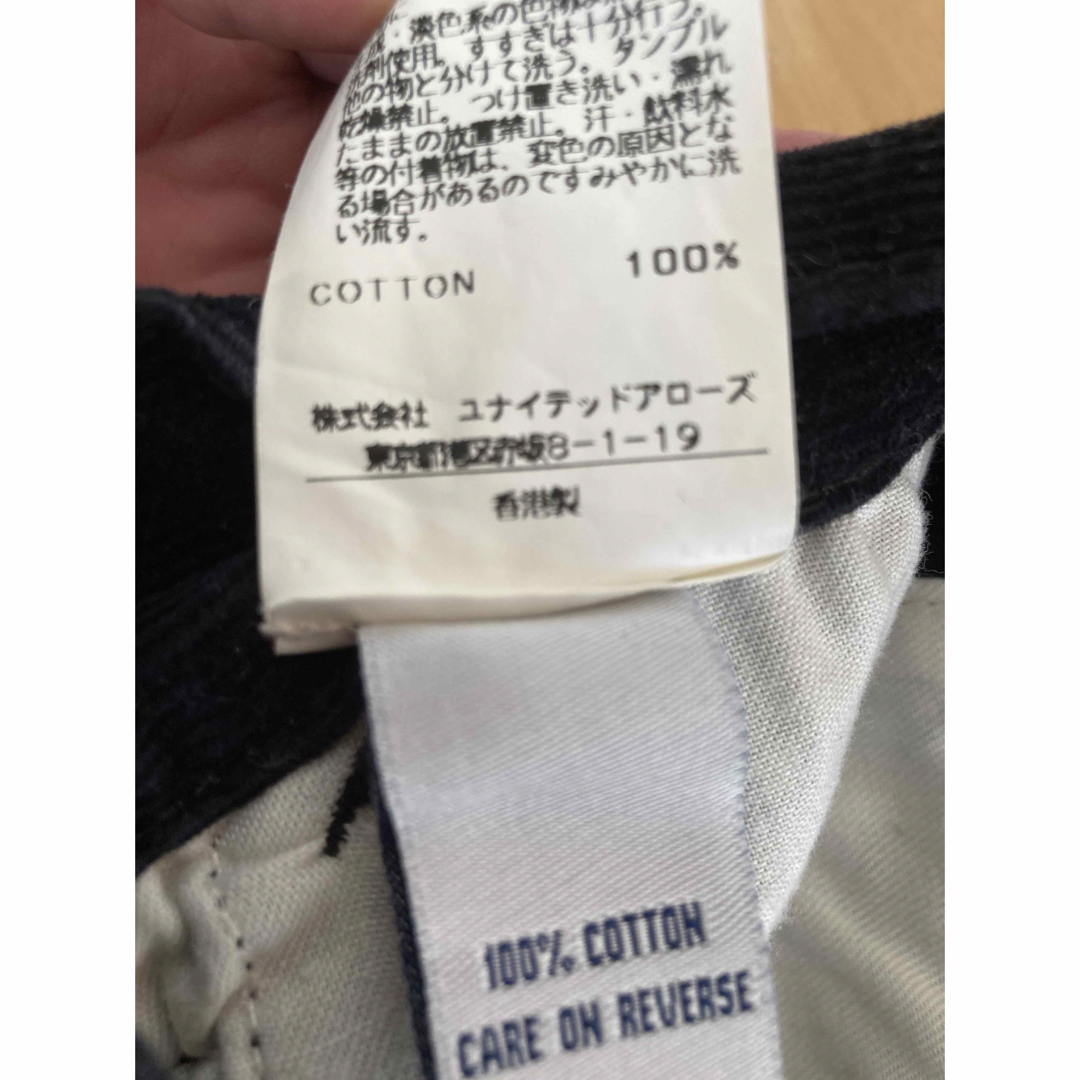 淡色系の色物は
剤使用。すすぎは十分行う。
他の物と分けて洗う。タンブル
乾燥禁止。つけ置き洗い・濡れ
たままの放置禁止。汗・飲料水
等の付着物は、変色の原因とな
る場合があるのですみやかに洗
い流す。
COTTON 100%
株式会社 ユナイテッドアローズ
東京都港区赤坂8-1-19
香港製
100% COTTON
CARE ON REVERSE